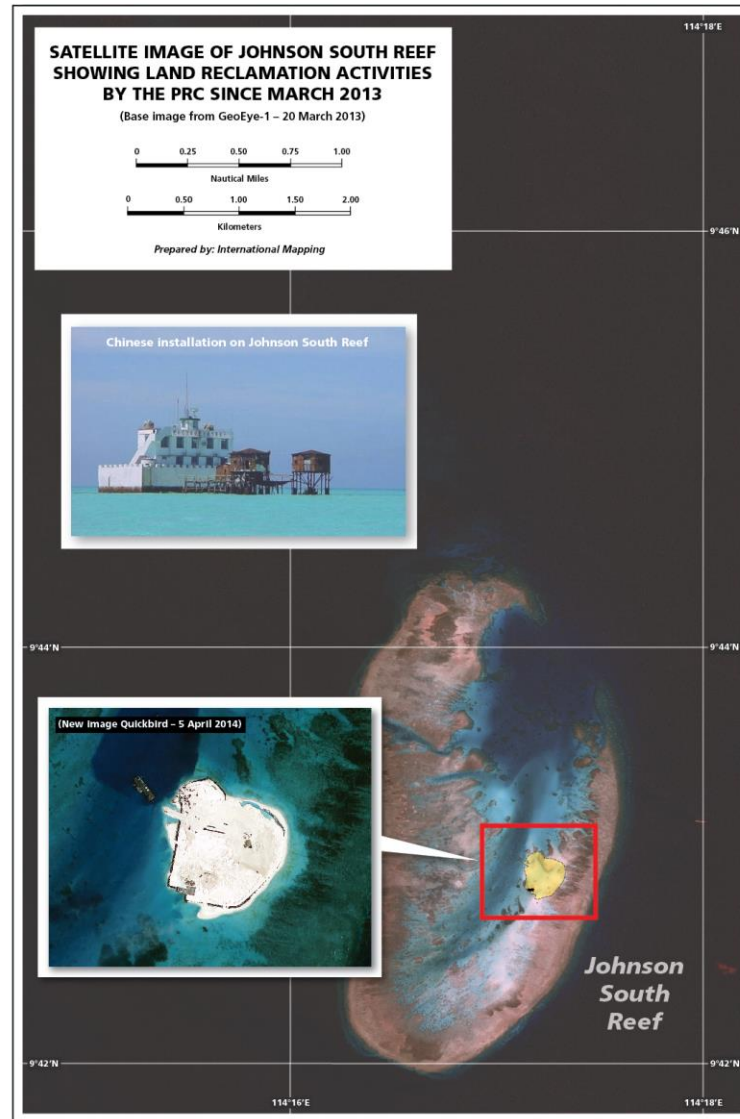 114°18'E
SATELLITE IMAGE OF JOHNSON SOUTH REEF
SHOWING LAND RECLAMATION ACTIVITIES
BY THE PRC SINCE MARCH 2013
(Base image from GeoEye-1 – 20 March 2013)
0 0.25 0.50 0.75 1.00
Nautical Miles
0 0.50 1.00 1.50 2.00
Kilometers
Prepared by: International Mapping
9°46'N
Chinese installation on Johnson South Reef
9°44'N
9°44'N
(New image Quickbird – 5 April 2014)
Johnson
South
Reef
9°42'N
9°42'N
114°16'E
114°18'E